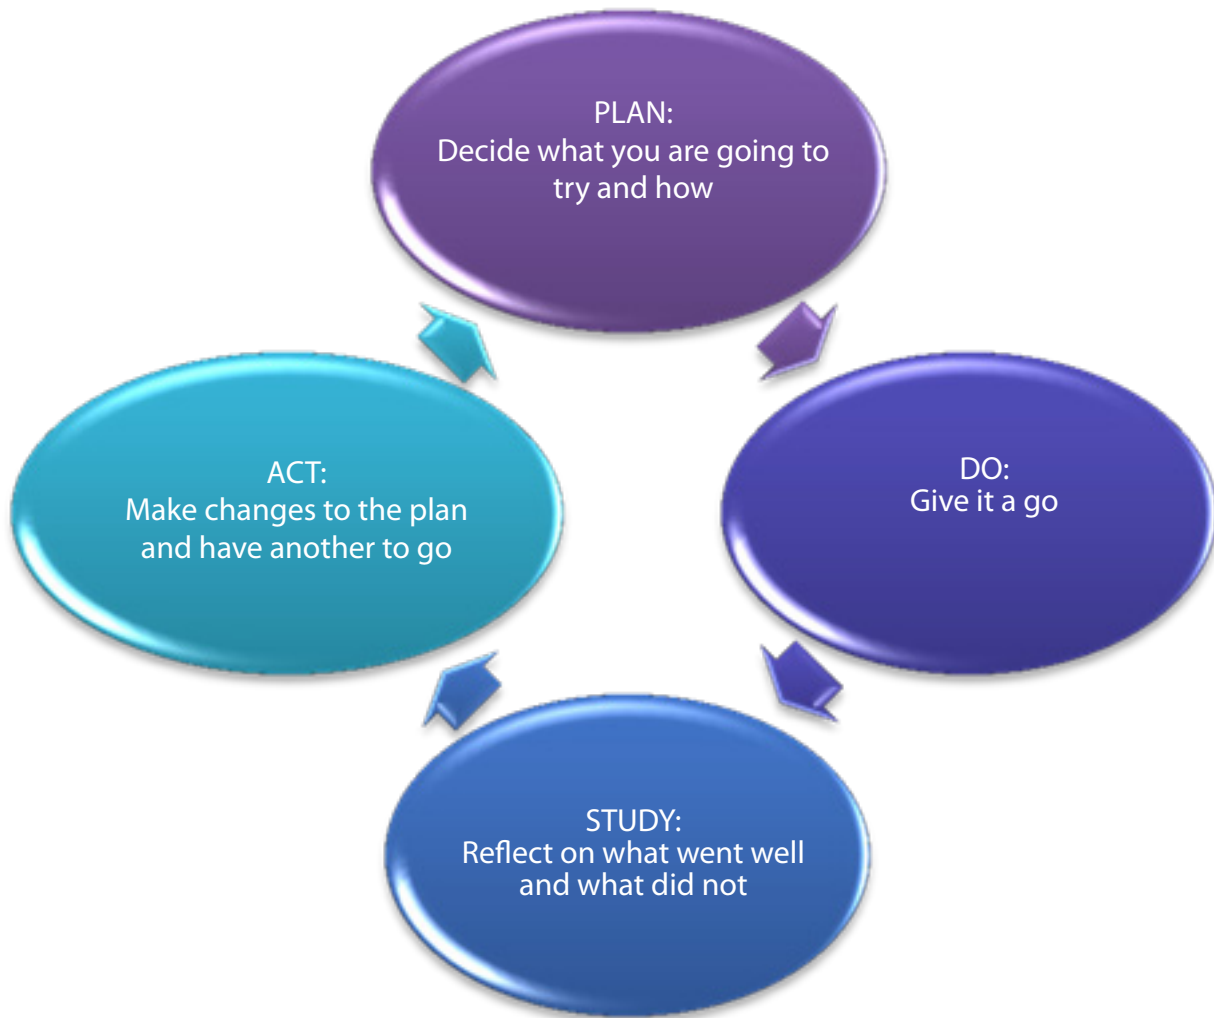 PLAN:
Decide what you are going to
try and how
DO:
Give it a go
STUDY:
Reflect on what went well
and what did not
ACT:
Make changes to the plan
and have another to go